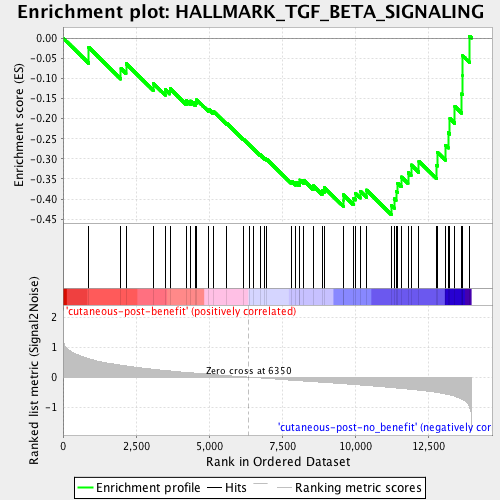 Enrichment plot: HALLMARK_TGF_BETA_SIGNALING
Enrichment score (ES)
0.00
-0.05
-0.10
-0.15
-0.20
-0.25
-0.30
-0.35
-0.40
-0.45
'cutaneous-post-benefit' (positively correlated)
Ranked list metric (Signal2Noise)
2
1
0
-1
Zero cross at 6350
'cutaneous-post-no_benefit' (negatively cor
0
2,500
5,000
7,500
10,000
12,500
Rank in Ordered Dataset
Enrichment profile
Hits
Ranking metric scores